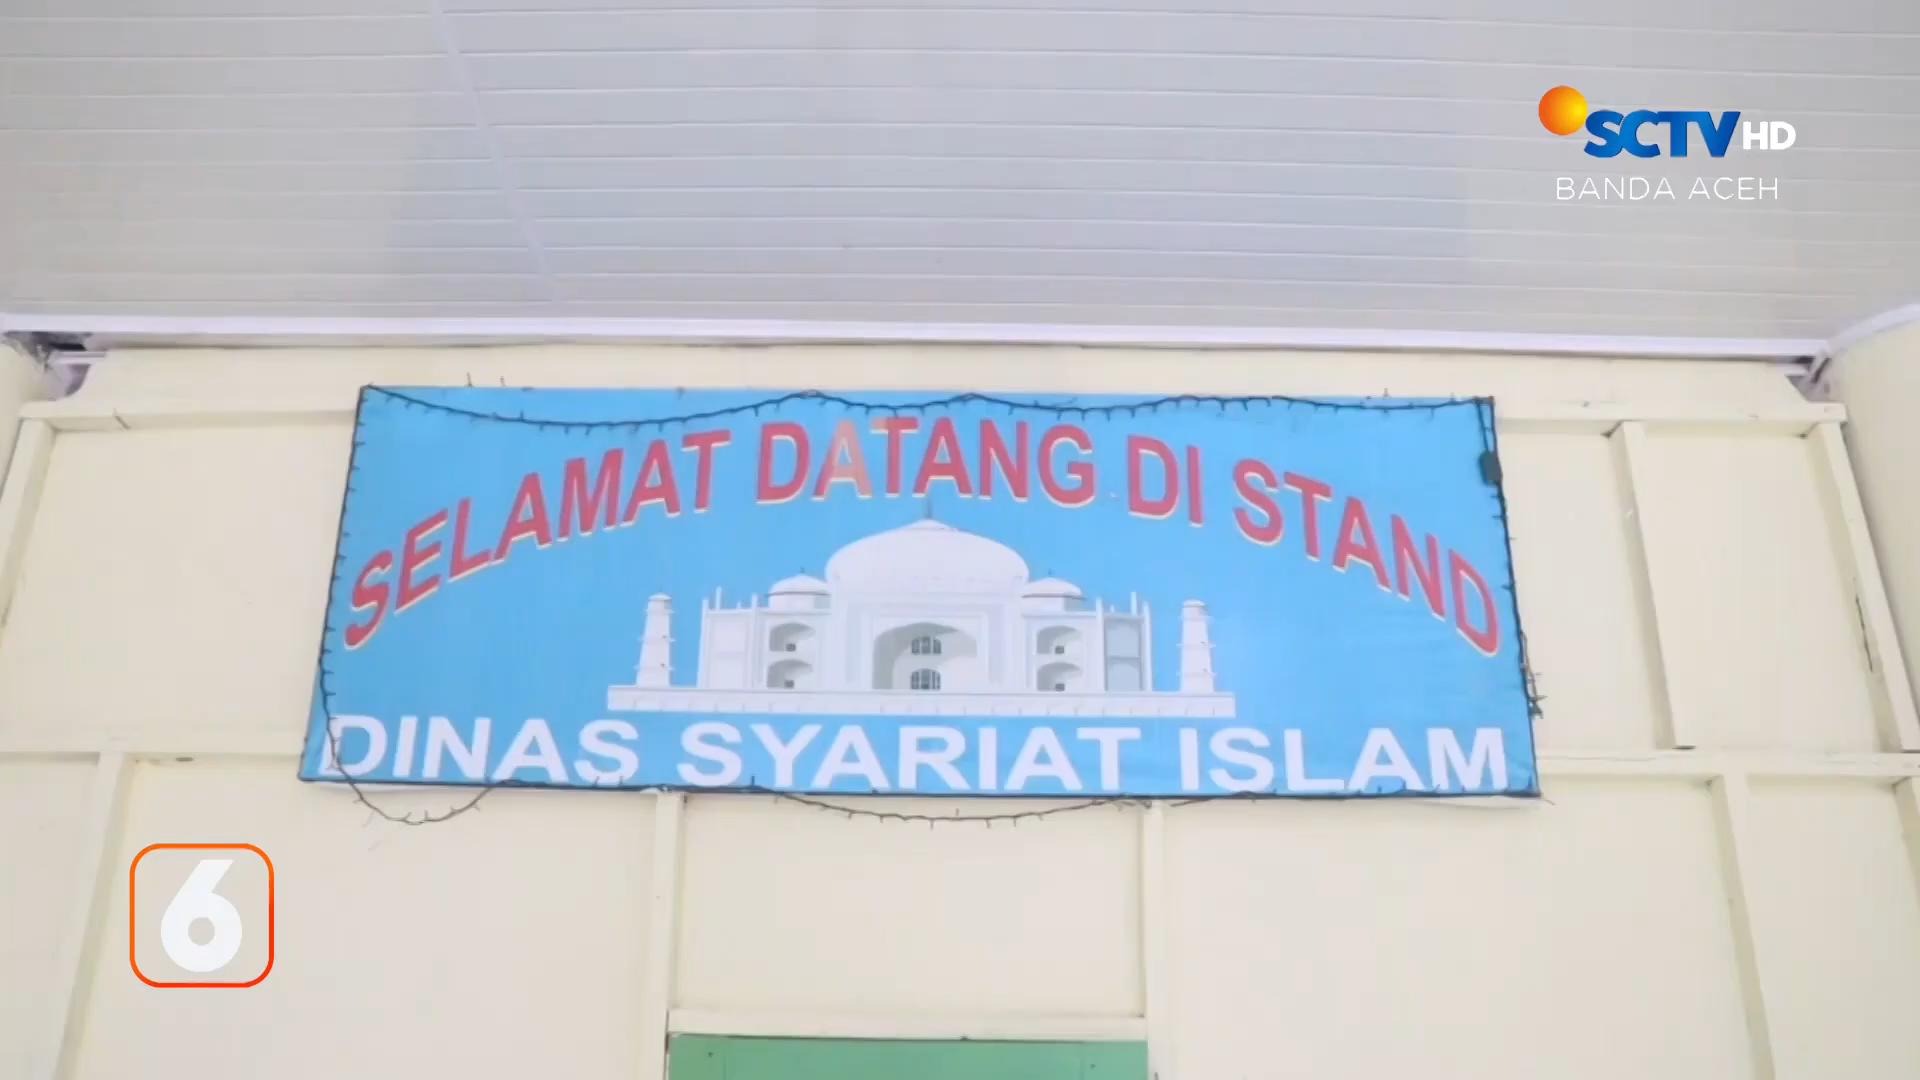 SCTV HD
BANDA ACEH
SELAMAT DATANG DI STAND
DINAS SYARIAT ISLAM
6